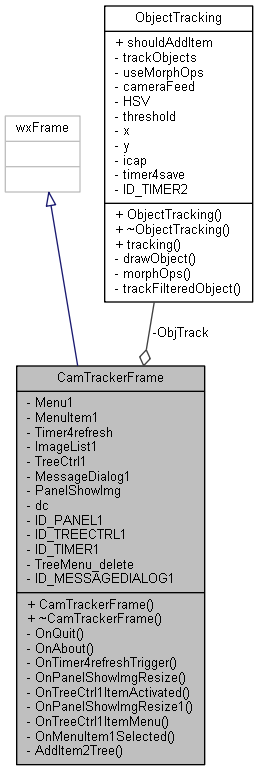 ObjectTracking
+ shouldAddItem
- trackObjects
- useMorphOps
- cameraFeed
- HSV
- threshold
- x
- y
- icap
- timer4save
- ID_TIMER2
+ ObjectTracking()
+ ~ObjectTracking()
+ tracking()
- drawObject()
- morphOps()
- trackFilteredObject()
wxFrame
-ObjTrack
CamTrackerFrame
- Menu1
- MenuItem1
- Timer4refresh
- ImageList1
- TreeCtrl1
- MessageDialog1
- PanelShowImg
- dc
- ID_PANEL1
- ID_TREECTRL1
- ID_TIMER1
- TreeMenu_delete
- ID_MESSAGEDIALOG1
+ CamTrackerFrame()
+ ~CamTrackerFrame()
- OnQuit()
- OnAbout()
- OnTimer4refreshTrigger()
- OnPanelShowImgResize()
- OnTreeCtrl1ItemActivated()
- OnPanelShowImgResize1()
- OnTreeCtrl1ItemMenu()
- OnMenuItem1Selected()
- AddItem2Tree()